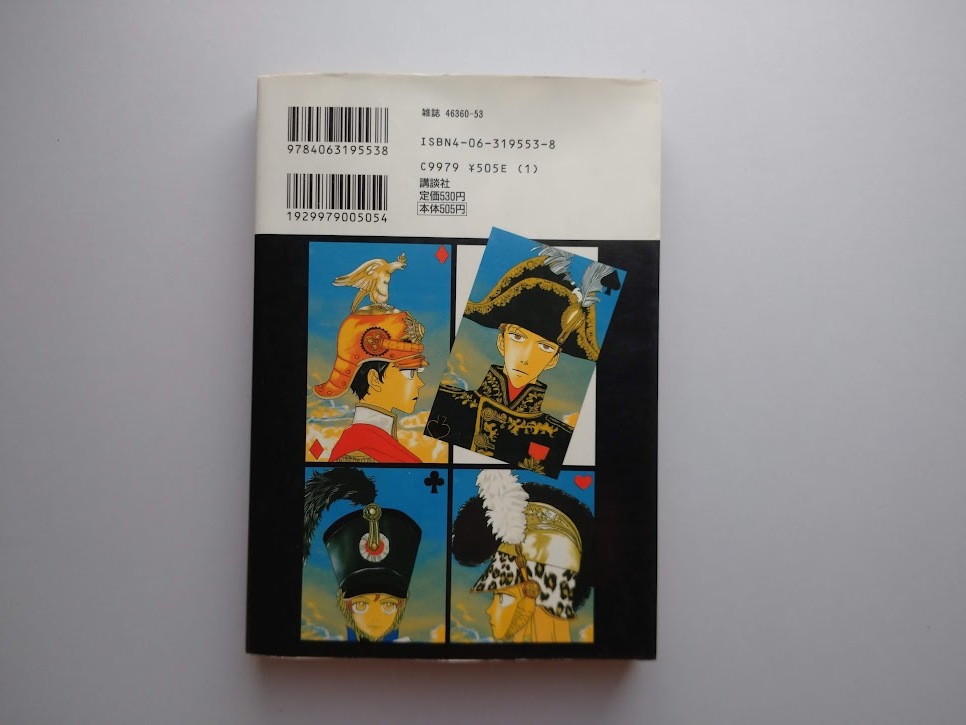 雑誌 46360-53
9784063195538
ISBN4-06-319553-8
C9979 ¥505E (1)
講談社
定価530円
本体505円
1929979005054